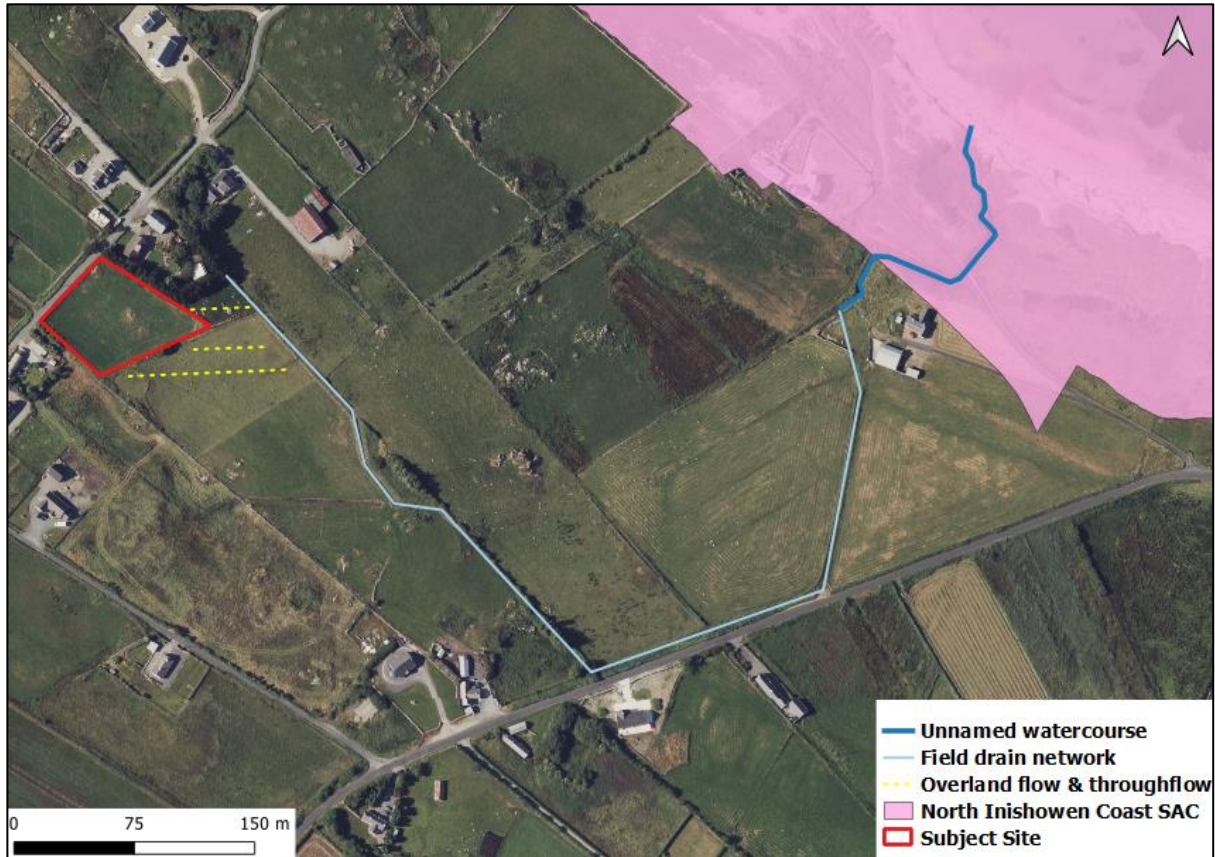 Unnamed watercourse
Field drain network
Overland flow & throughflow
North Inishowen Coast SAC
Subject Site
0 75 150 m